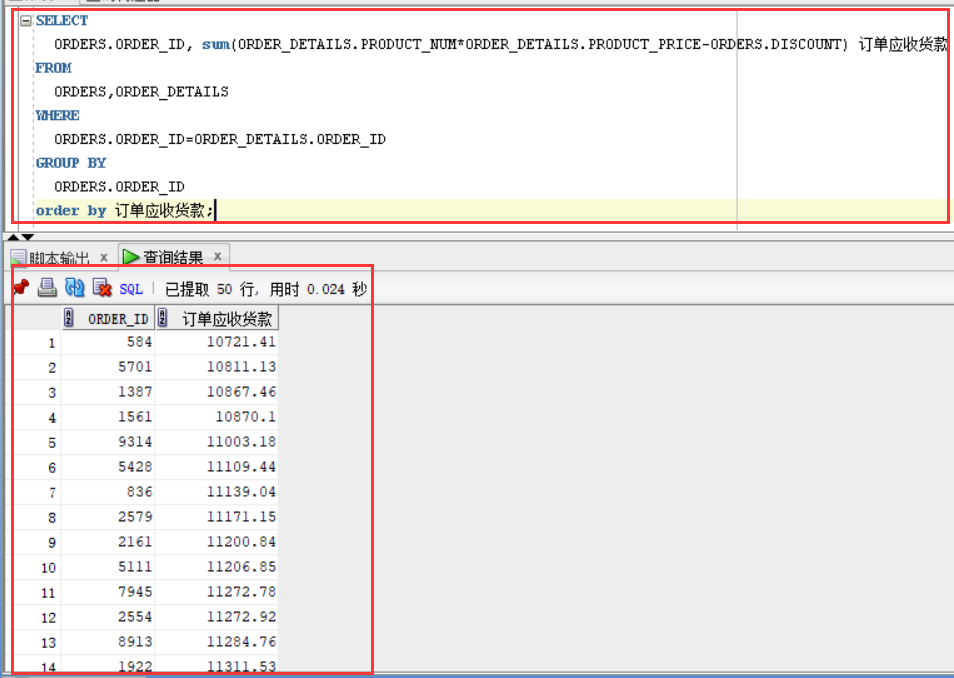 SELECT
ORDERS.ORDER_ID, sum(ORDER_DETAILS.PRODUCT_NUM*ORDER_DETAILS.PRODUCT_PRICE-ORDERS.DISCOUNT) 订单应收货款
FROM
ORDERS,ORDER_DETAILS
WHERE
ORDERS.ORDER_ID=ORDER_DETAILS.ORDER_ID
GROUP BY
ORDERS.ORDER_ID
order by 订单应收货款;
脚本输出 x 查询结果 x
SQL | 已提取 50 行, 用时 0.024 秒
ORDER_ID 订单应收货款
1 584 10721.41
2 5701 10811.13
3 1387 10867.46
4 1561 10870.1
5 9314 11003.18
6 5428 11109.44
7 836 11139.04
8 2579 11171.15
9 2161 11200.84
10 5111 11206.85
11 7945 11272.78
12 2554 11272.92
13 8913 11284.76
14 1922 11311.53